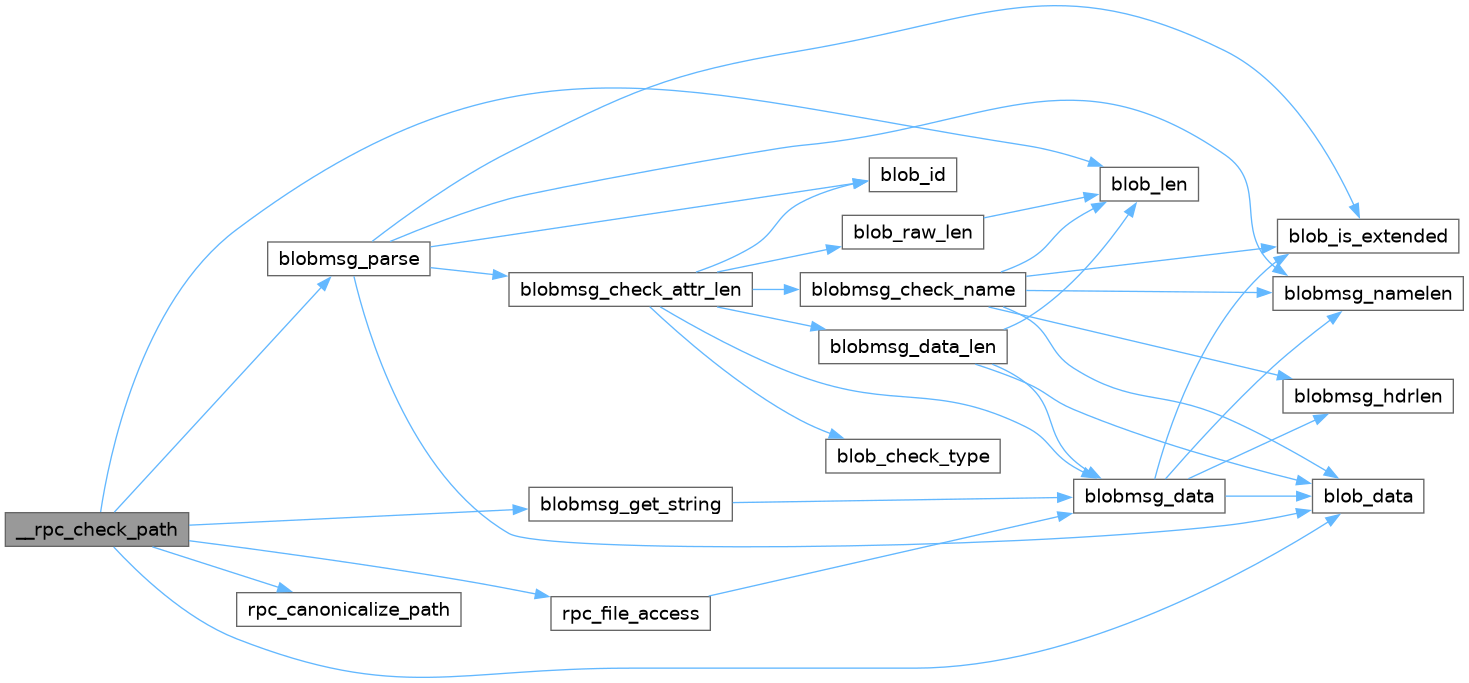 blob_id
blob_len
blob_raw_len
blob_is_extended
blobmsg_parse
blobmsg_check_attr_len
blobmsg_check_name
blobmsg_namelen
blobmsg_data_len
blobmsg_hdrlen
blob_check_type
blobmsg_get_string
blobmsg_data
blob_data
__rpc_check_path
rpc_canonicalize_path
rpc_file_access